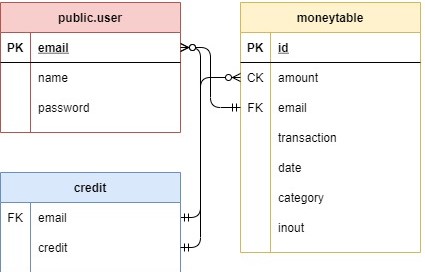 public.user
PK email
name
password
moneytable
PK id
CK amount
FK email
transaction
date
category
inout
credit
FK email
credit